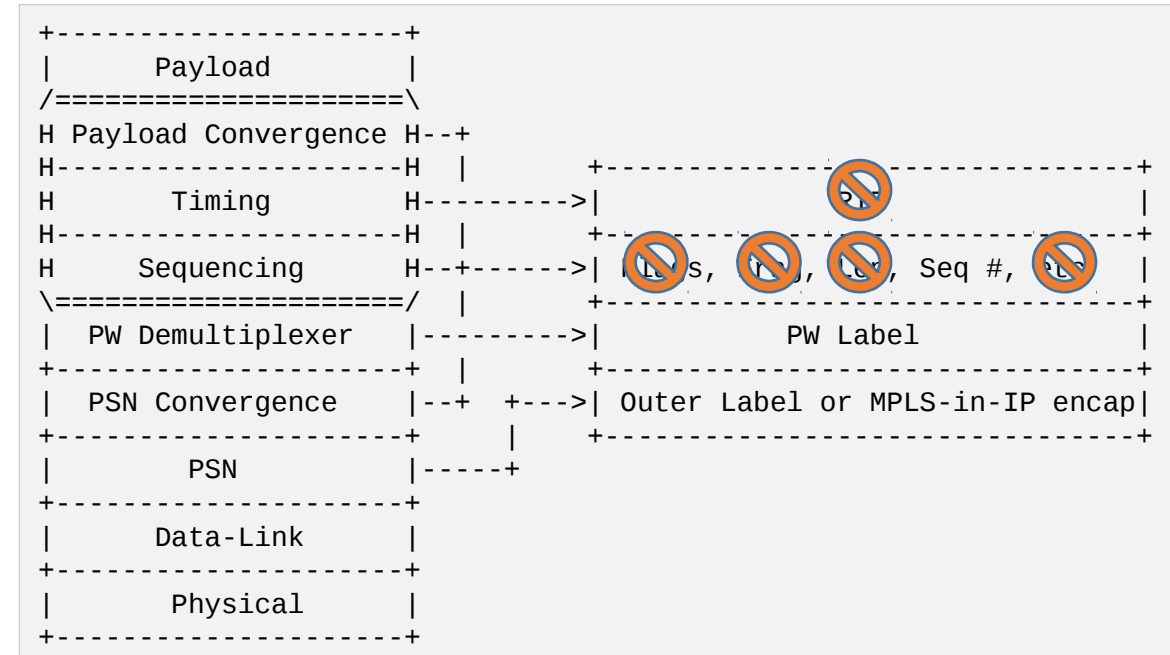 +---------------------+
|       Payload       |
/=====================\
H Payload Convergence H--+
H---------------------H  |       +--------------------------------+
H       Timing        H--------->|                                |
H---------------------H  |       +--------------------------------+
H     Sequencing      H--+------>| Seq #, |
\=====================/  |       +--------------------------------+
|  PW Demultiplexer   |--------->|           PW Label             |
+---------------------+  |       +--------------------------------+
|  PSN Convergence    |--+  +--->| Outer Label or MPLS-in-IP encap|
+---------------------+     |    +--------------------------------+
|        PSN          |-----+
+---------------------+
|      Data-Link      |
+---------------------+
|       Physical      |
+---------------------+